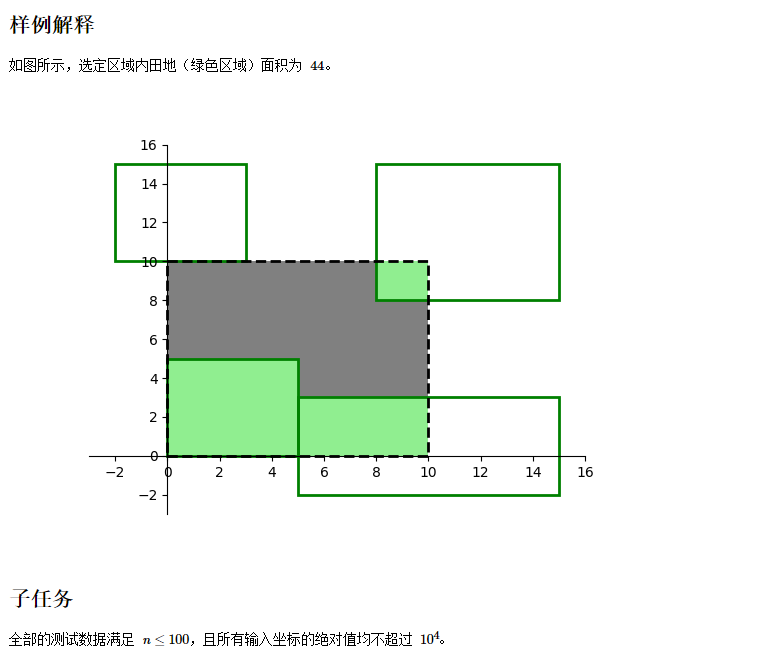 样例解释
如图所示，选定区域内田地（绿色区域）面积为 44。
16
14
12
10
8
6
4
2
0
−2
−2 0 2 4 6 8 10 12 14 16
子任务
全部的测试数据满足 n ≤ 100，且所有输入坐标的绝对值均不超过 10⁴。